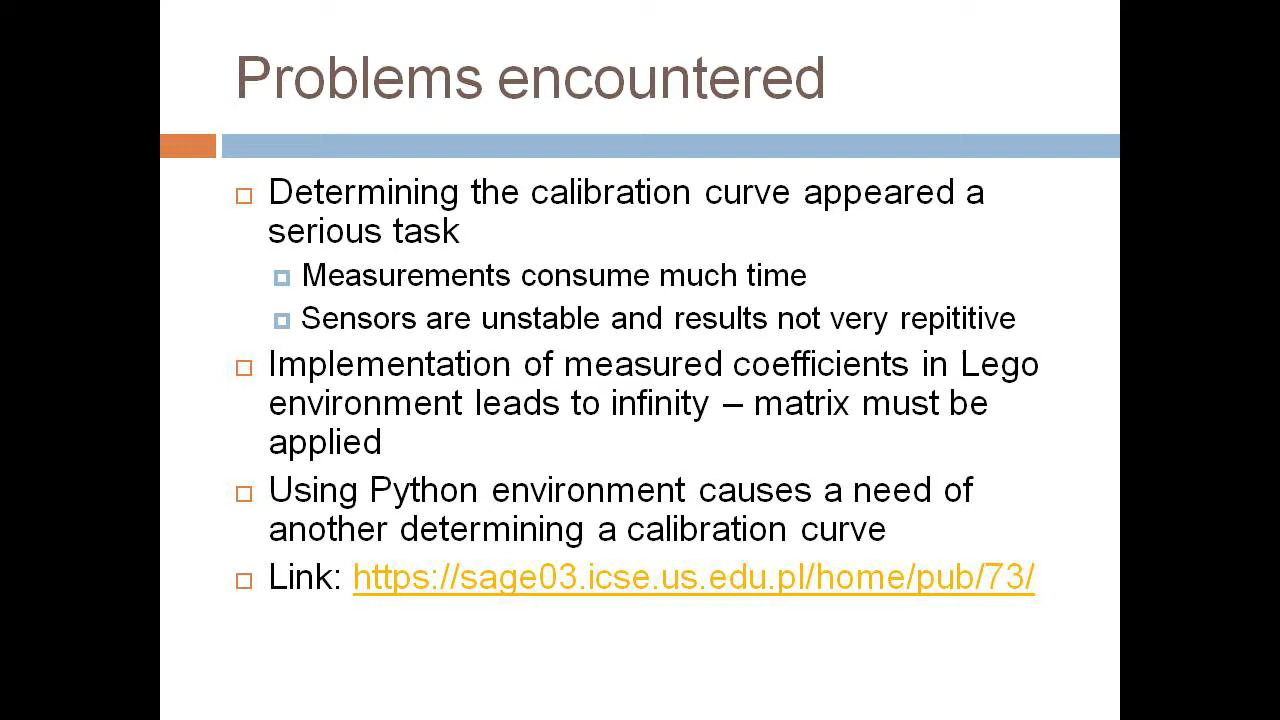 Problems encountered
Determining the calibration curve appeared a
serious task
Measurements consume much time
Sensors are unstable and results not very repititive
Implementation of measured coefficients in Lego
environment leads to infinity – matrix must be
applied
Using Python environment causes a need of
another determining a calibration curve
Link: https://sage03.icse.us.edu.pl/home/pub/73/